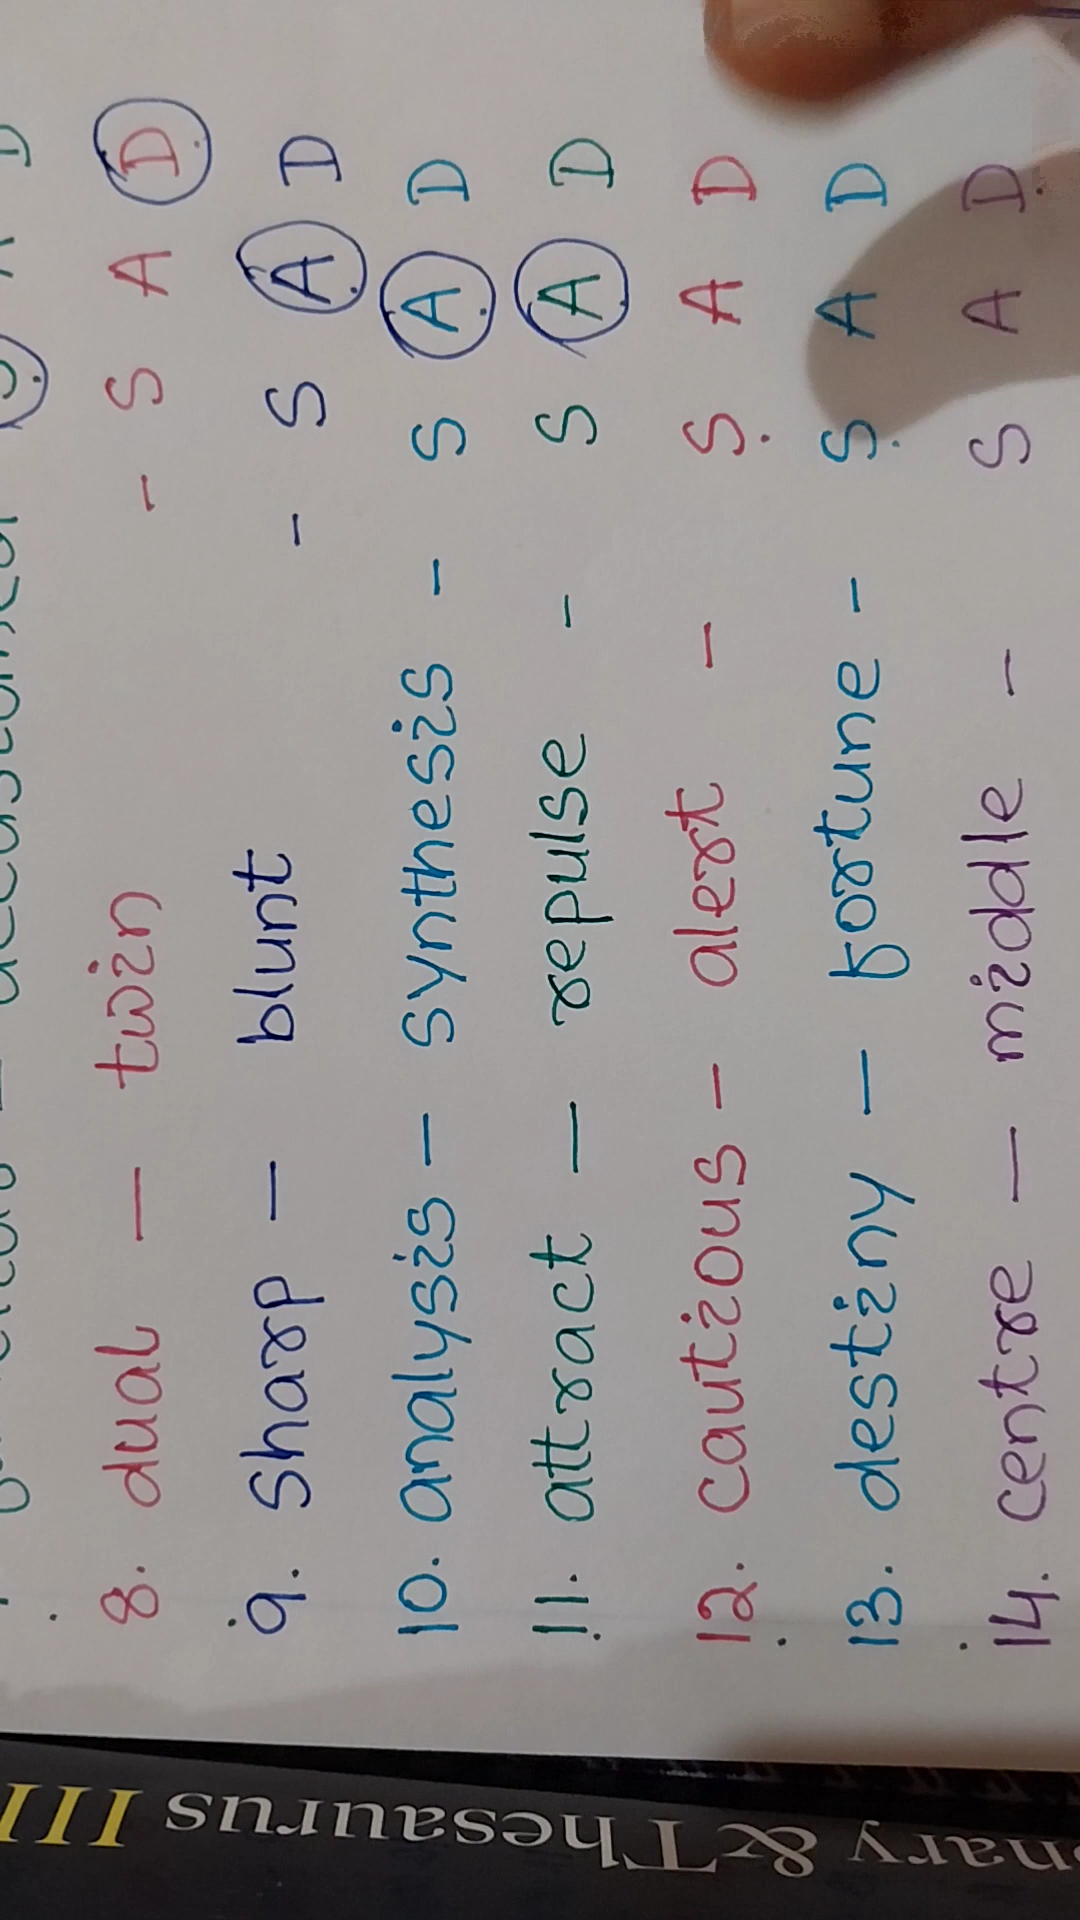 8. dual — twin - S A D
9. sharp — blunt - S A D
10. analysis — synthesis - S A D
11. attract — repulse - S A D
12. cautious - alert - S A D
13. destiny — fortune - S A D
14. centre — middle - S A D
& Thesaurus III